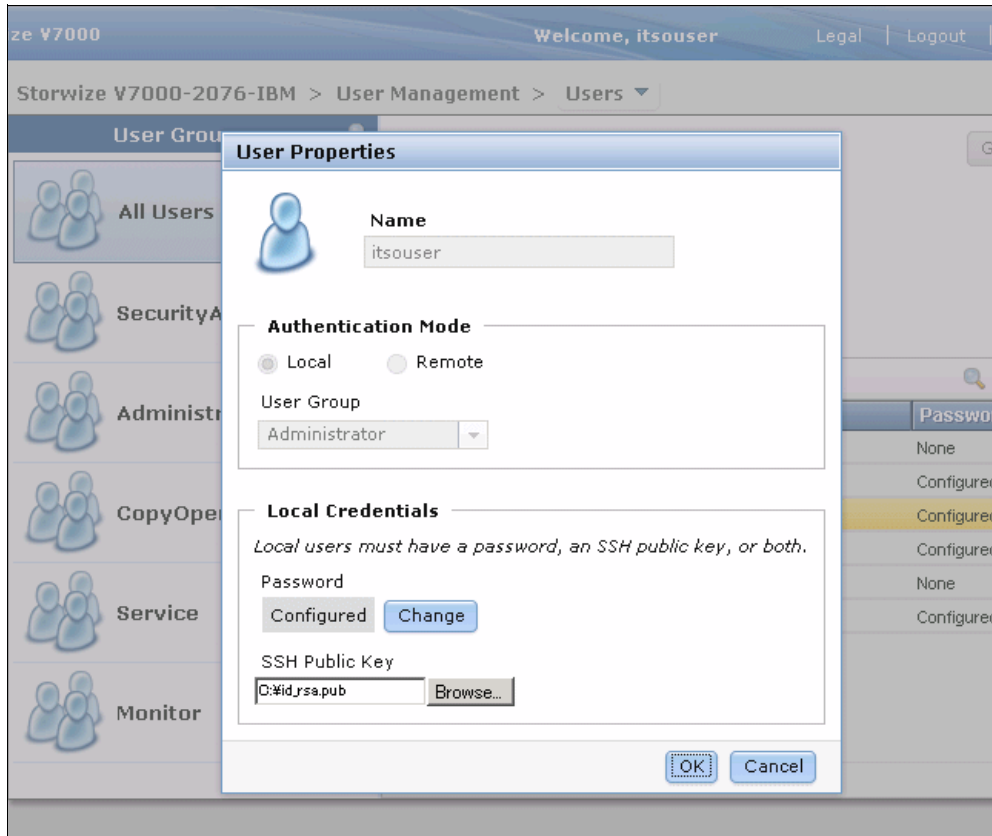 ze V7000
Welcome, itsouser
Legal | Logout |
Storwize V7000-2076-IBM > User Management > Users
User Grou
G
All Users
SecurityA
Administr
CopyOper
Service
Monitor
User Properties
Name
itsouser
Authentication Mode
Local Remote
User Group
Administrator
Local Credentials
Local users must have a password, an SSH public key, or both.
Password
Configured Change
SSH Public Key
C:¥id_rsa.pub Browse...
OK Cancel
Passwo
None
Configured
Configured
Configured
None
Configured